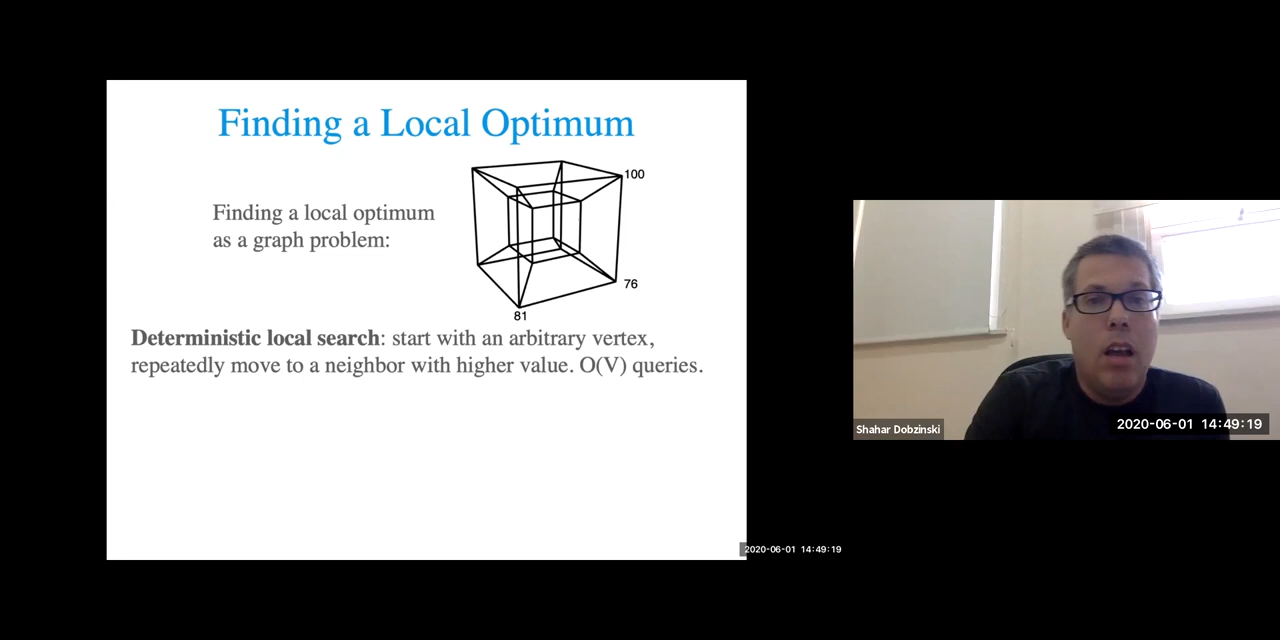 Finding a Local Optimum
Finding a local optimum
as a graph problem:
100
76
81
Deterministic local search: start with an arbitrary vertex,
repeatedly move to a neighbor with higher value. O(V) queries.
2020-06-01 14:49:19
Shahar Dobzinski
2020-06-01 14:49:19